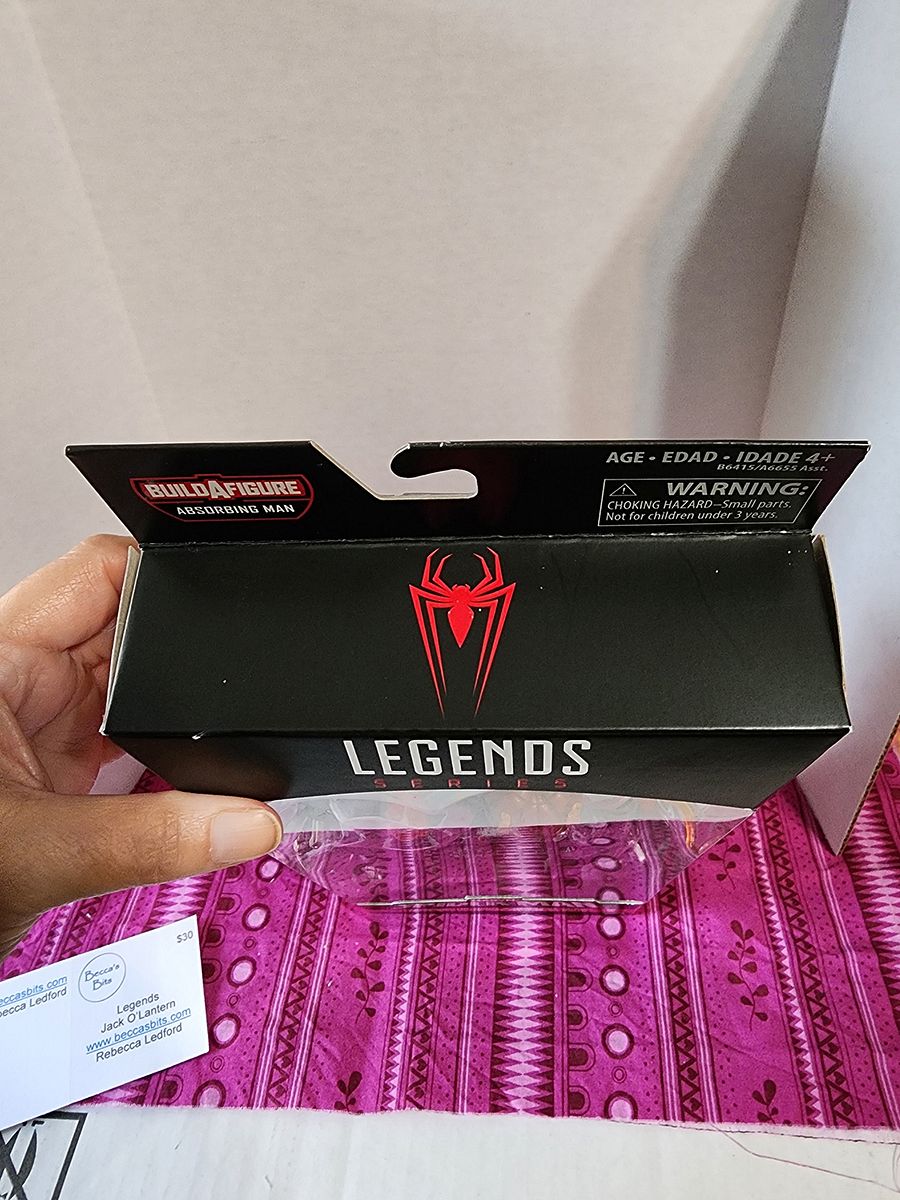 BUILDAFIGURE
ABSORBING MAN
AGE • EDAD • IDADE 4+
B6415/A6655 Asst.
WARNING:
CHOKING HAZARD—Small parts.
Not for children under 3 years.
LEGENDS
SERIES
$30
Becca's
Bits
eccasbits.com
ecca Ledford
Legends
Jack O'Lantern
www.beccasbits.com
Rebecca Ledford